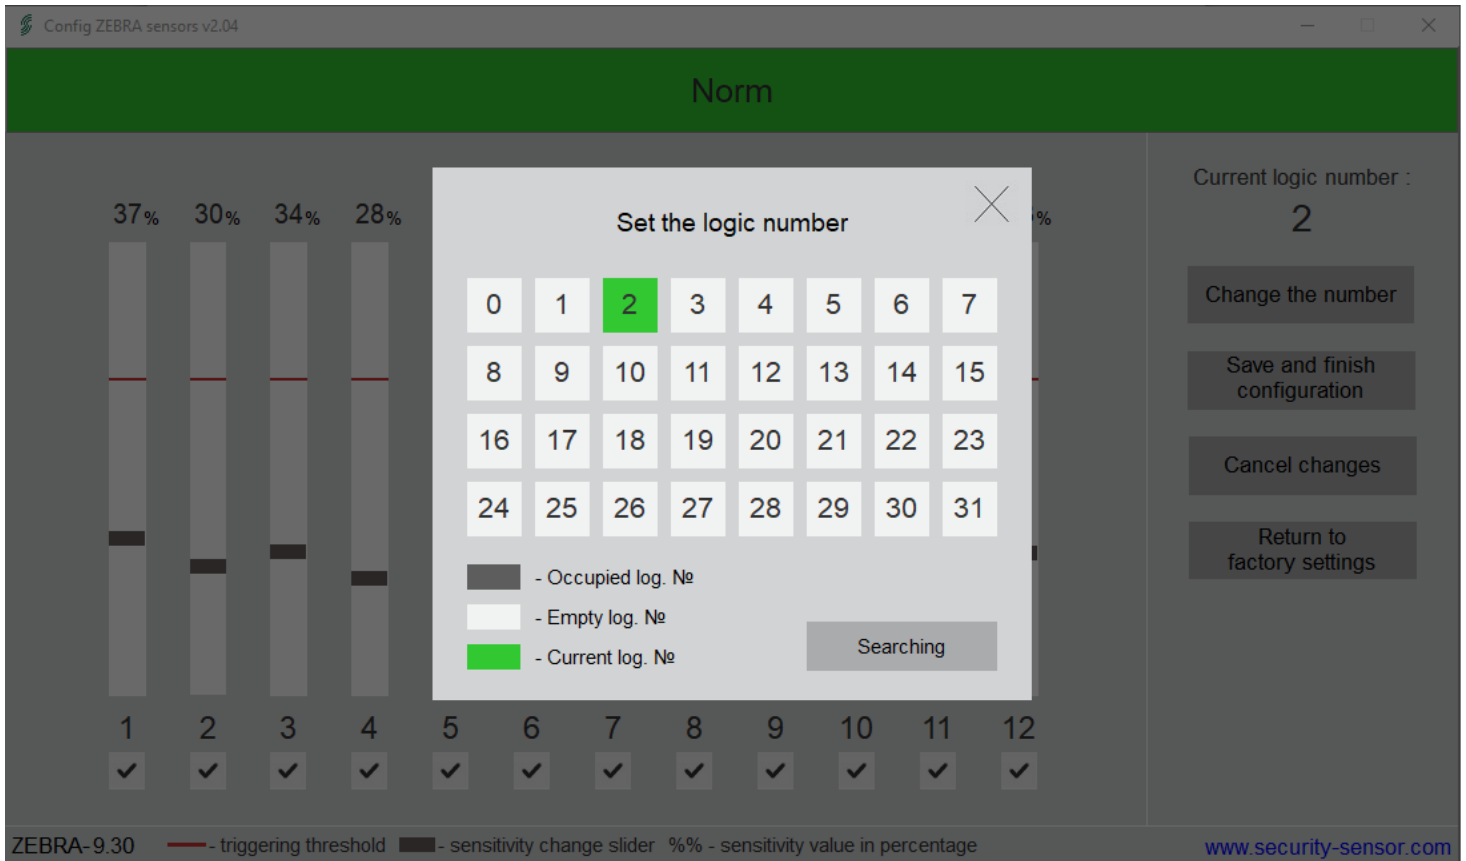 Config ZEBRA sensors v2.04
Norm
37% 30% 34% 28% %
Set the logic number
0 1 2 3 4 5 6 7
8 9 10 11 12 13 14 15
16 17 18 19 20 21 22 23
24 25 26 27 28 29 30 31
- Occupied log. №
- Empty log. №
- Current log. №
Searching
1 2 3 4 5 6 7 8 9 10 11 12
Current logic number :
2
Change the number
Save and finish
configuration
Cancel changes
Return to
factory settings
ZEBRA-9.30 - triggering threshold - sensitivity change slider %% - sensitivity value in percentage www.security-sensor.com